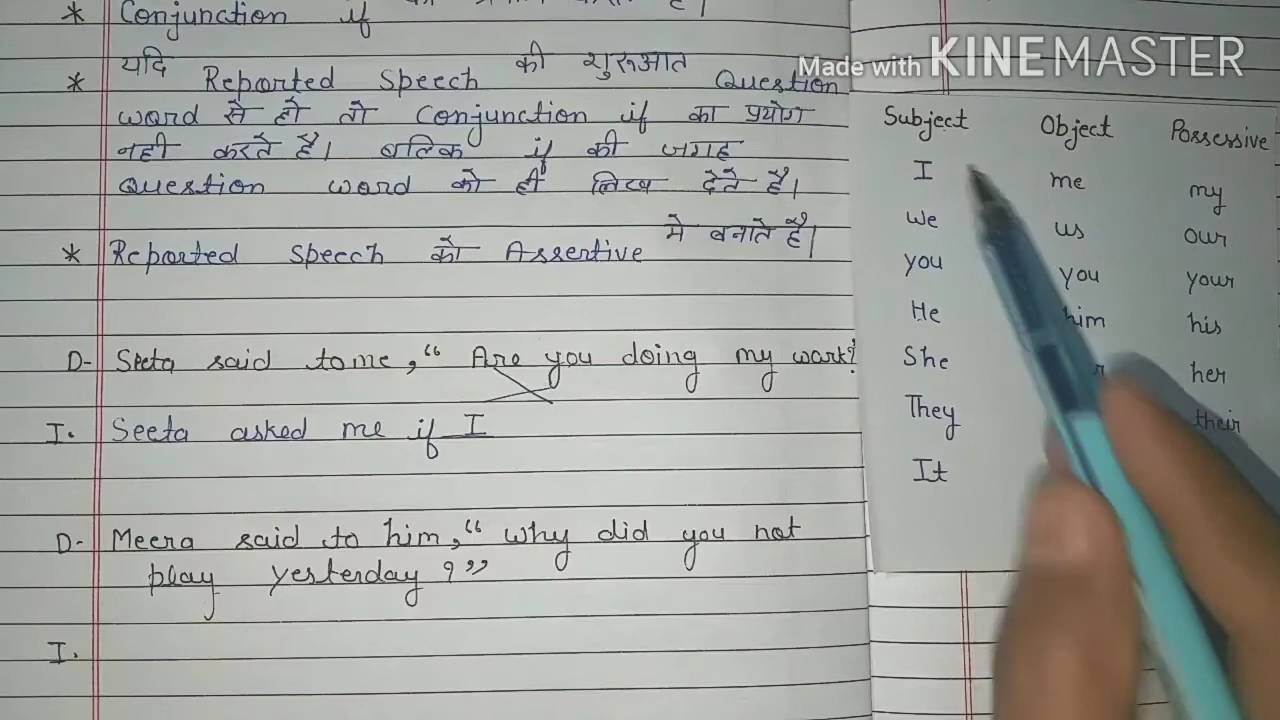 * Conjunction if
* यदि Reported Speech की शुरूआत Question
word से हो तो Conjunction if का प्रयोग
नही करते है। बल्कि if की जगह
Question word को ही लिख देते है।
* Reported Speech को Assertive मे बनाते है।
D- Seeta said to me, “ Are you doing my work?
I. Seeta asked me if I
D- Meera said to him, “ why did you not
play yesterday ? ”
I.
Made with KINEMASTER
Subject Object Possessive
I me my
we us our
you you your
He him his
She her
They their
It